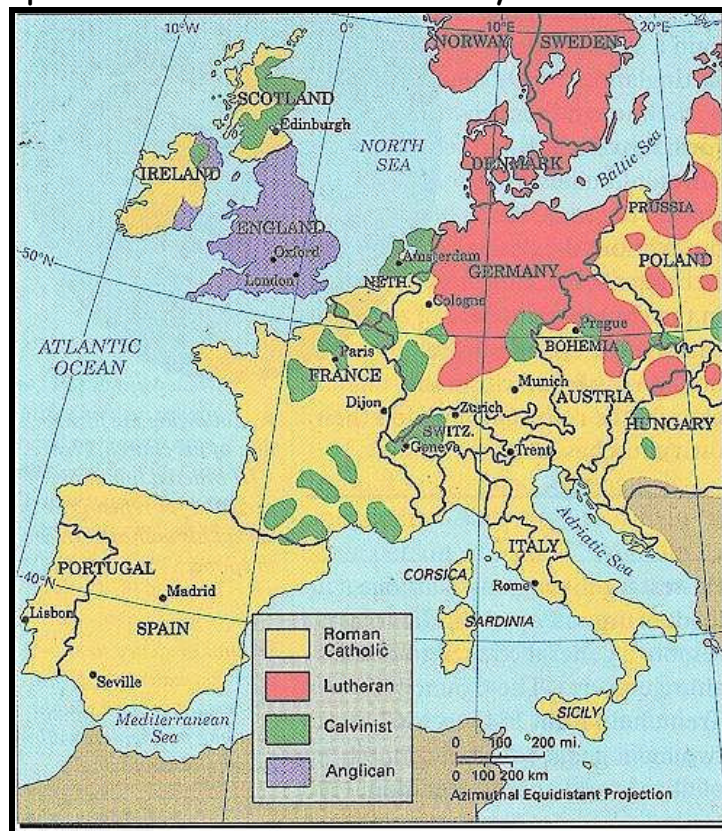 10°W
0°
10°E
20°E
NORWAY
SWEDEN
SCOTLAND
Edinburgh
NORTH
SEA
DENMARK
Baltic Sea
IRELAND
ENGLAND
Oxford
London
50°N
PRUSSIA
POLAND
Amsterdam
NETH.
GERMANY
Cologne
Prague
BOHEMIA
ATLANTIC
OCEAN
Paris
FRANCE
Munich
AUSTRIA
Dijon
Zurich
HUNGARY
SWITZ.
Geneva
Trent
PORTUGAL
Madrid
ITALY
Adriatic Sea
CORSICA
Rome
40°N
Lisbon
SPAIN
SARDINIA
Seville
Mediterranean
Sea
SICILY
Roman
Catholic
Lutheran
Calvinist
Anglican
0 100 200 mi.
0 100 200 km
Azimuthal Equidistant Projection